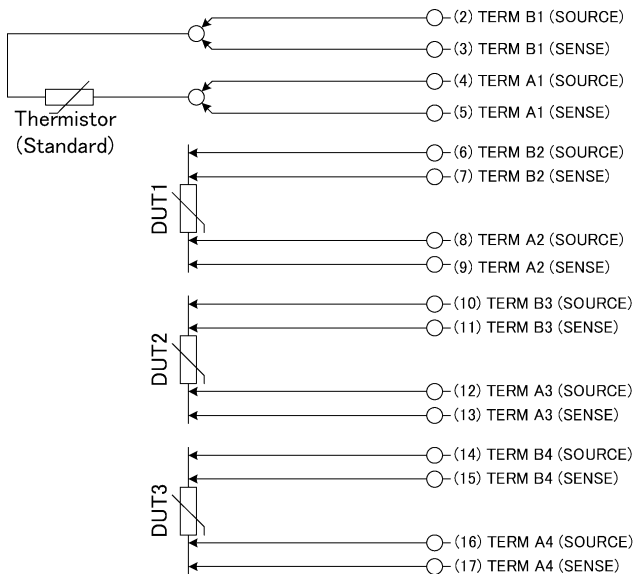 (2) TERM B1 (SOURCE)
(3) TERM B1 (SENSE)
(4) TERM A1 (SOURCE)
(5) TERM A1 (SENSE)
Thermistor
(Standard)
(6) TERM B2 (SOURCE)
(7) TERM B2 (SENSE)
DUT1
(8) TERM A2 (SOURCE)
(9) TERM A2 (SENSE)
(10) TERM B3 (SOURCE)
(11) TERM B3 (SENSE)
DUT2
(12) TERM A3 (SOURCE)
(13) TERM A3 (SENSE)
(14) TERM B4 (SOURCE)
(15) TERM B4 (SENSE)
DUT3
(16) TERM A4 (SOURCE)
(17) TERM A4 (SENSE)